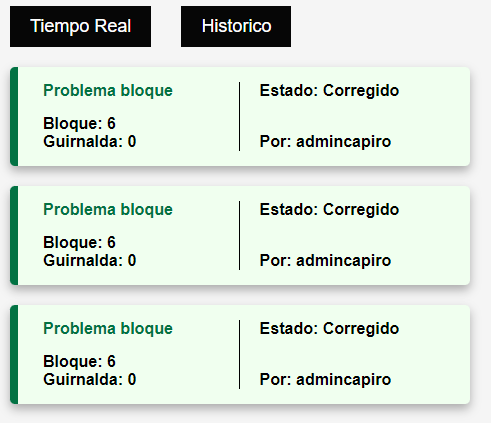 Tiempo Real
Historico
Problema bloque
Bloque: 6
Guirnalda: 0
Estado: Corregido
Por: admincapiro
Problema bloque
Bloque: 6
Guirnalda: 0
Estado: Corregido
Por: admincapiro
Problema bloque
Bloque: 6
Guirnalda: 0
Estado: Corregido
Por: admincapiro